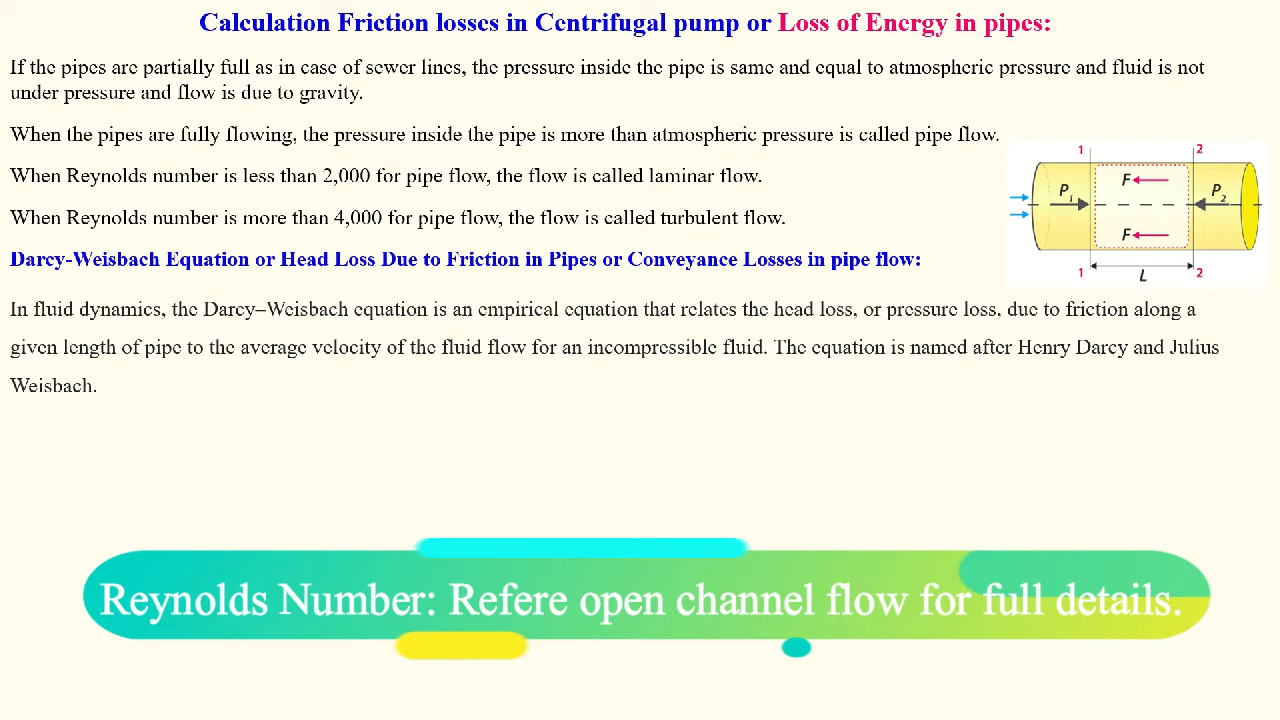 Calculation Friction losses in Centrifugal pump or Loss of Energy in pipes:
If the pipes are partially full as in case of sewer lines, the pressure inside the pipe is same and equal to atmospheric pressure and fluid is not
under pressure and flow is due to gravity.
When the pipes are fully flowing, the pressure inside the pipe is more than atmospheric pressure is called pipe flow.
When Reynolds number is less than 2,000 for pipe flow, the flow is called laminar flow.
When Reynolds number is more than 4,000 for pipe flow, the flow is called turbulent flow.
1 2
F
P1 P2
F
1 2
L
Darcy-Weisbach Equation or Head Loss Due to Friction in Pipes or Conveyance Losses in pipe flow:
In fluid dynamics, the Darcy–Weisbach equation is an empirical equation that relates the head loss, or pressure loss, due to friction along a
given length of pipe to the average velocity of the fluid flow for an incompressible fluid. The equation is named after Henry Darcy and Julius
Weisbach.
Reynolds Number: Refere open channel flow for full details.